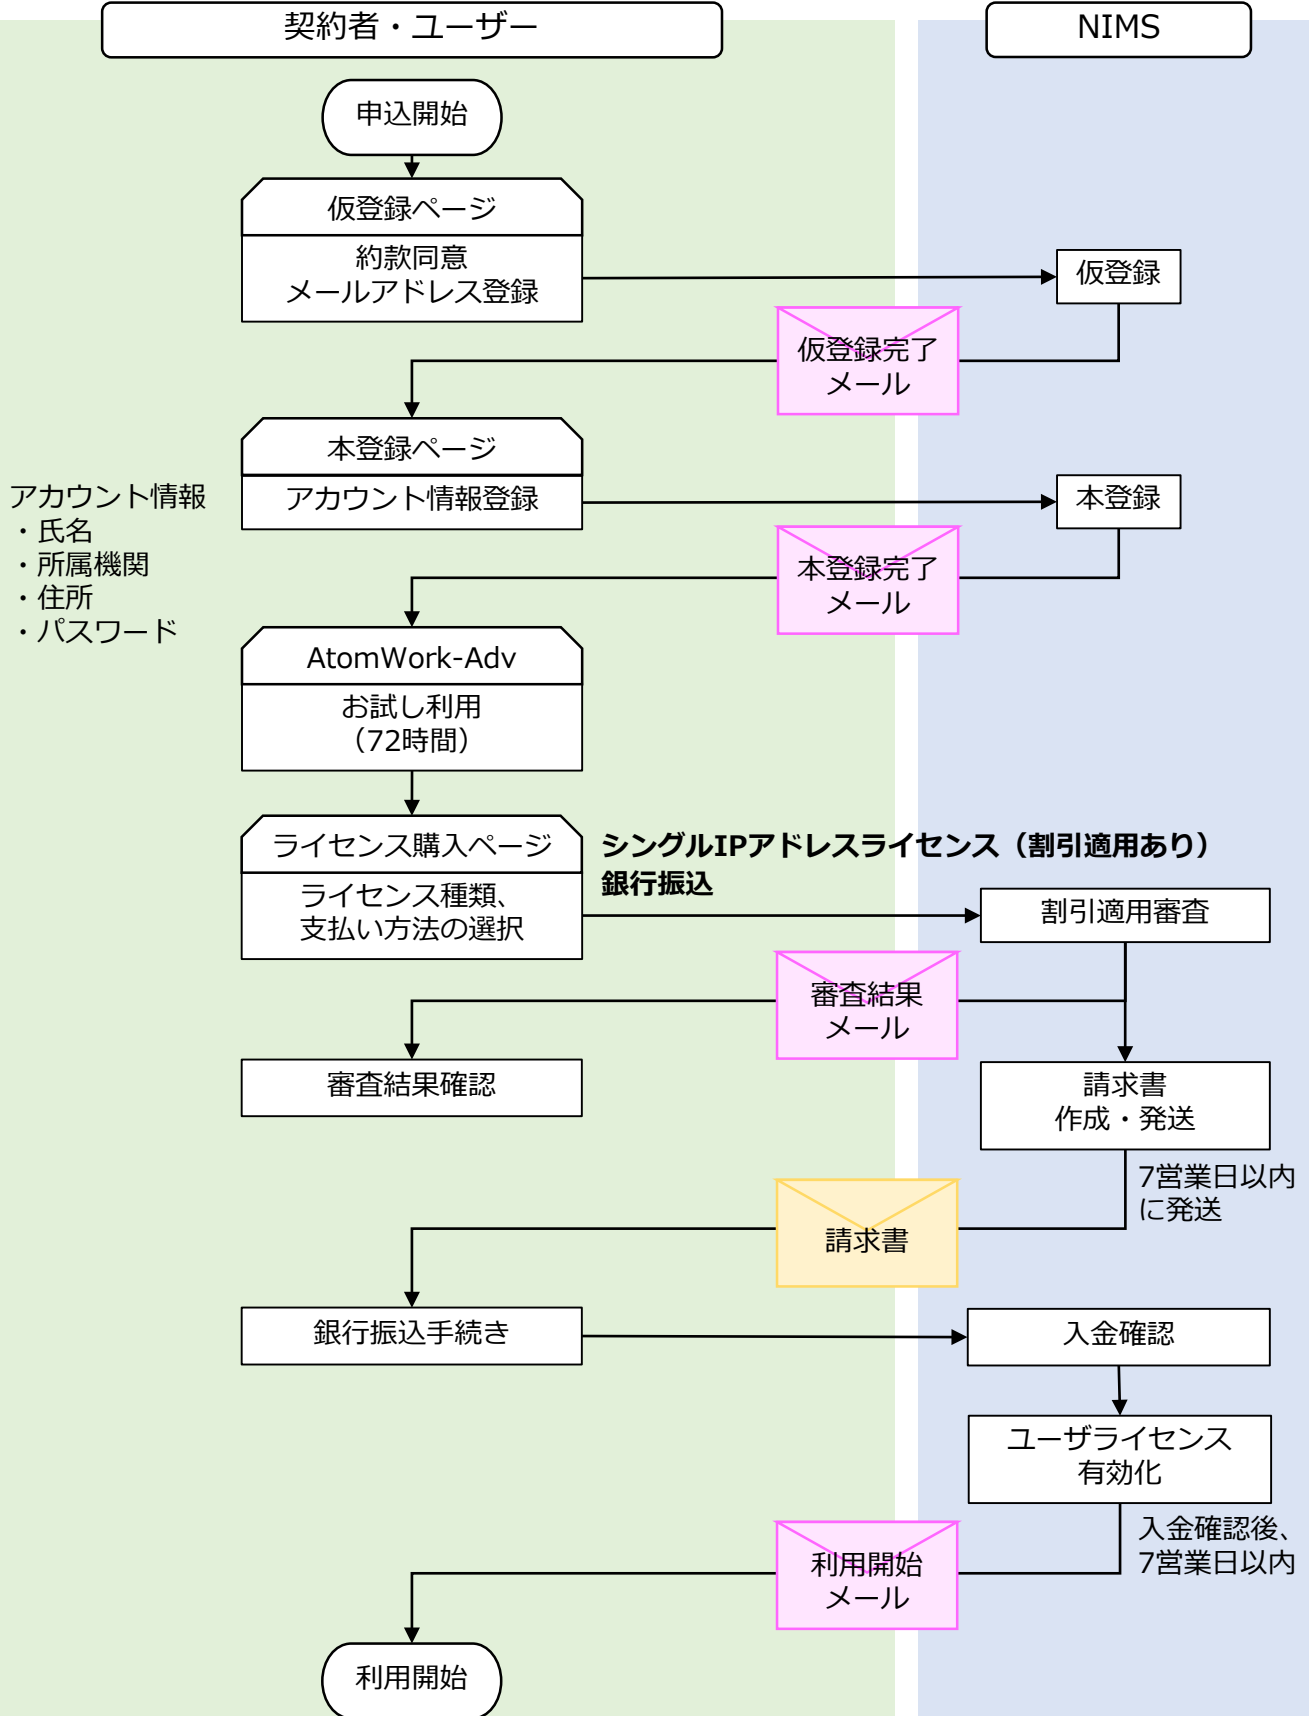 契約者・ユーザー
NIMS
申込開始
仮登録ページ
約款同意
メールアドレス登録
仮登録
仮登録完了
メール
本登録ページ
アカウント情報登録
本登録
アカウント情報
・氏名
・所属機関
・住所
・パスワード
本登録完了
メール
AtomWork-Adv
お試し利用
（72時間）
ライセンス購入ページ
ライセンス種類、
支払い方法の選択
シングルIPアドレスライセンス（割引適用あり）
銀行振込
割引適用審査
審査結果
メール
審査結果確認
請求書
作成・発送
7営業日以内
に発送
請求書
銀行振込手続き
入金確認
ユーザライセンス
有効化
入金確認後、
7営業日以内
利用開始
メール
利用開始